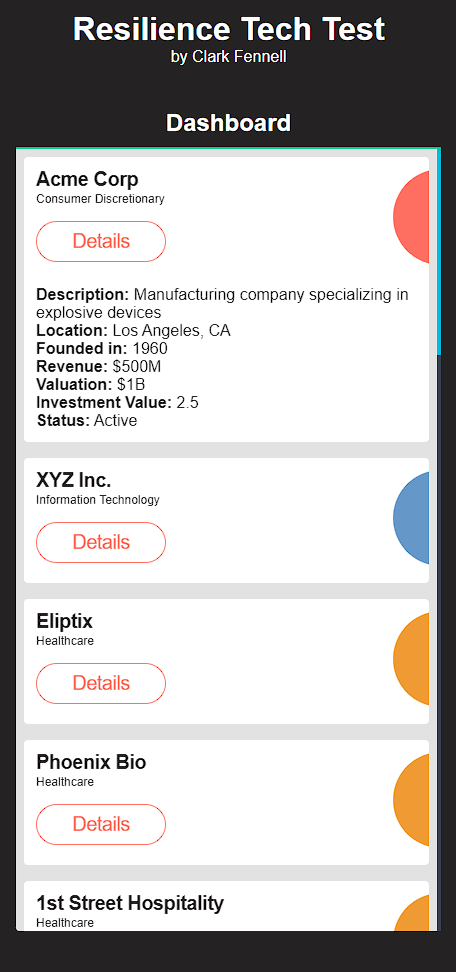 Resilience Tech Test
by Clark Fennell
Dashboard
Acme Corp
Consumer Discretionary
Details
Description: Manufacturing company specializing in
explosive devices
Location: Los Angeles, CA
Founded in: 1960
Revenue: $500M
Valuation: $1B
Investment Value: 2.5
Status: Active
XYZ Inc.
Information Technology
Details
Eliptix
Healthcare
Details
Phoenix Bio
Healthcare
Details
1st Street Hospitality
Healthcare